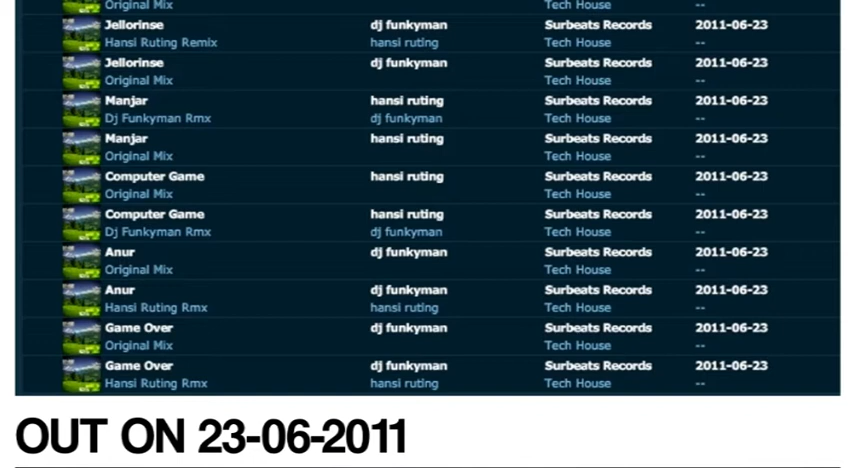 Original Mix Tech House --
Jellorinse dj funkyman Surbeats Records 2011-06-23
Hansi Ruting Remix hansi ruting Tech House --
Jellorinse dj funkyman Surbeats Records 2011-06-23
Original Mix Tech House --
Manjar hansi ruting Surbeats Records 2011-06-23
Dj Funkyman Rmx dj funkyman Tech House --
Manjar hansi ruting Surbeats Records 2011-06-23
Original Mix Tech House --
Computer Game hansi ruting Surbeats Records 2011-06-23
Original Mix Tech House --
Computer Game hansi ruting Surbeats Records 2011-06-23
Dj Funkyman Rmx dj funkyman Tech House --
Anur dj funkyman Surbeats Records 2011-06-23
Original Mix Tech House --
Anur dj funkyman Surbeats Records 2011-06-23
Hansi Ruting Rmx hansi ruting Tech House --
Game Over dj funkyman Surbeats Records 2011-06-23
Original Mix Tech House --
Game Over dj funkyman Surbeats Records 2011-06-23
Hansi Ruting Rmx hansi ruting Tech House --
OUT ON 23-06-2011